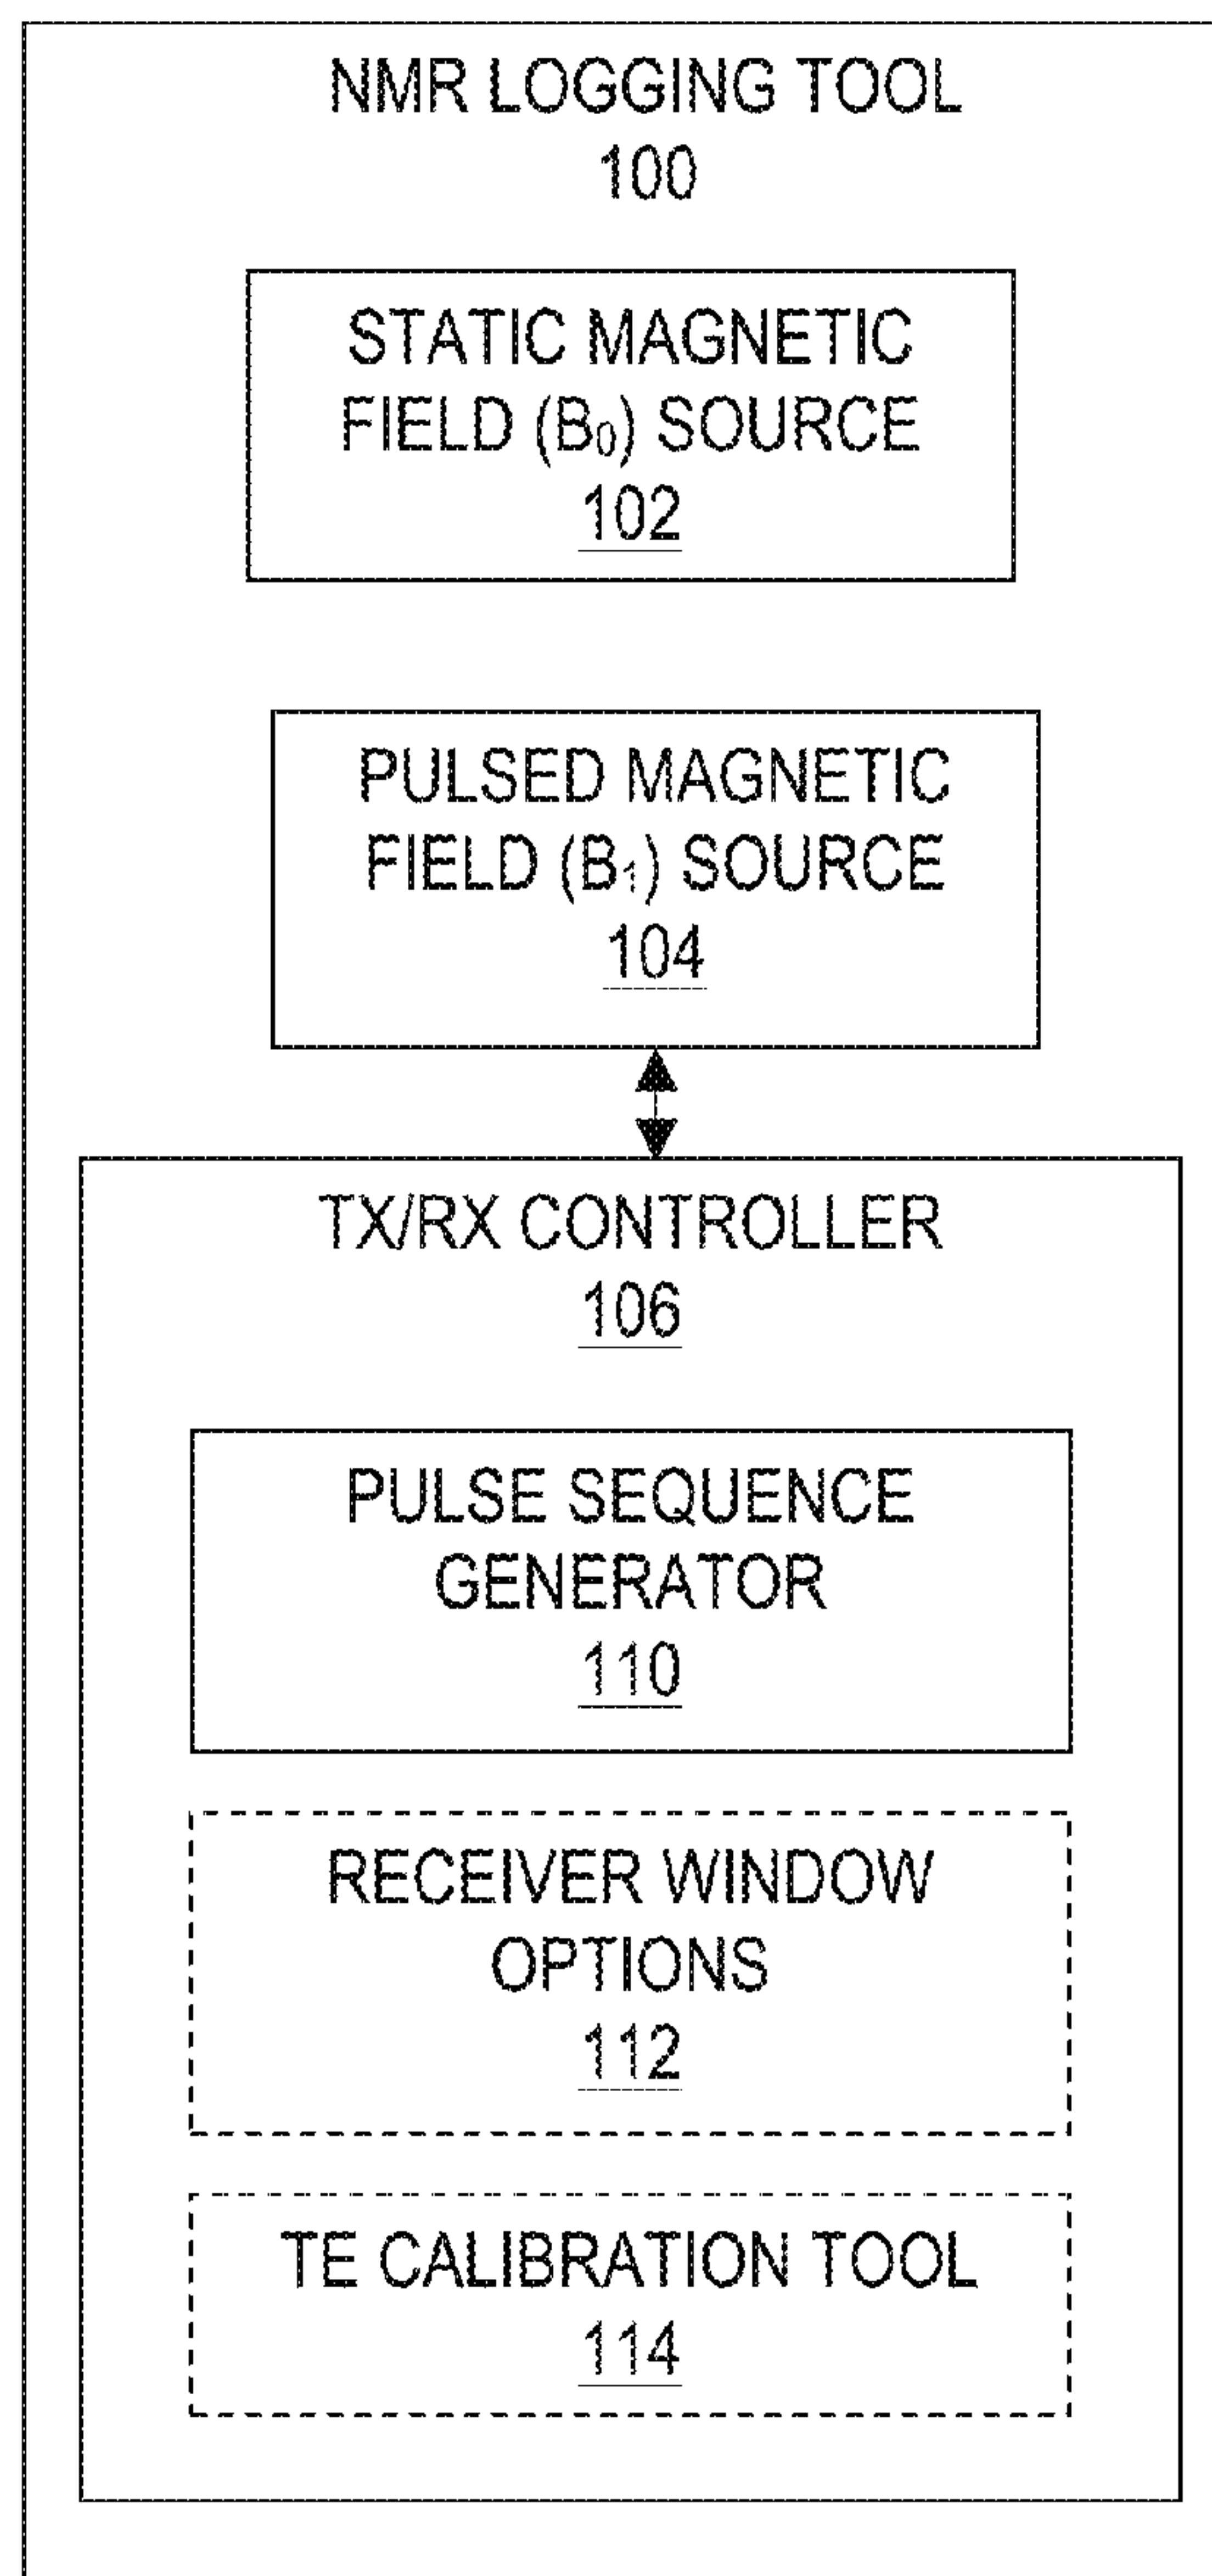 NMR LOGGING TOOL
100
STATIC MAGNETIC
FIELD (B₀) SOURCE
102
PULSED MAGNETIC
FIELD (B₁) SOURCE
104
TX/RX CONTROLLER
106
PULSE SEQUENCE
GENERATOR
110
RECEIVER WINDOW
OPTIONS
112
TE CALIBRATION TOOL
114